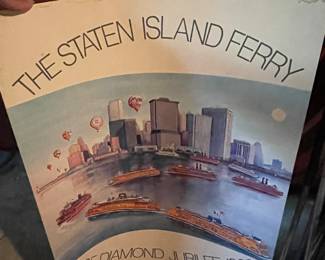 THE STATEN ISLAND FERRY
DIAMOND JUBILEE